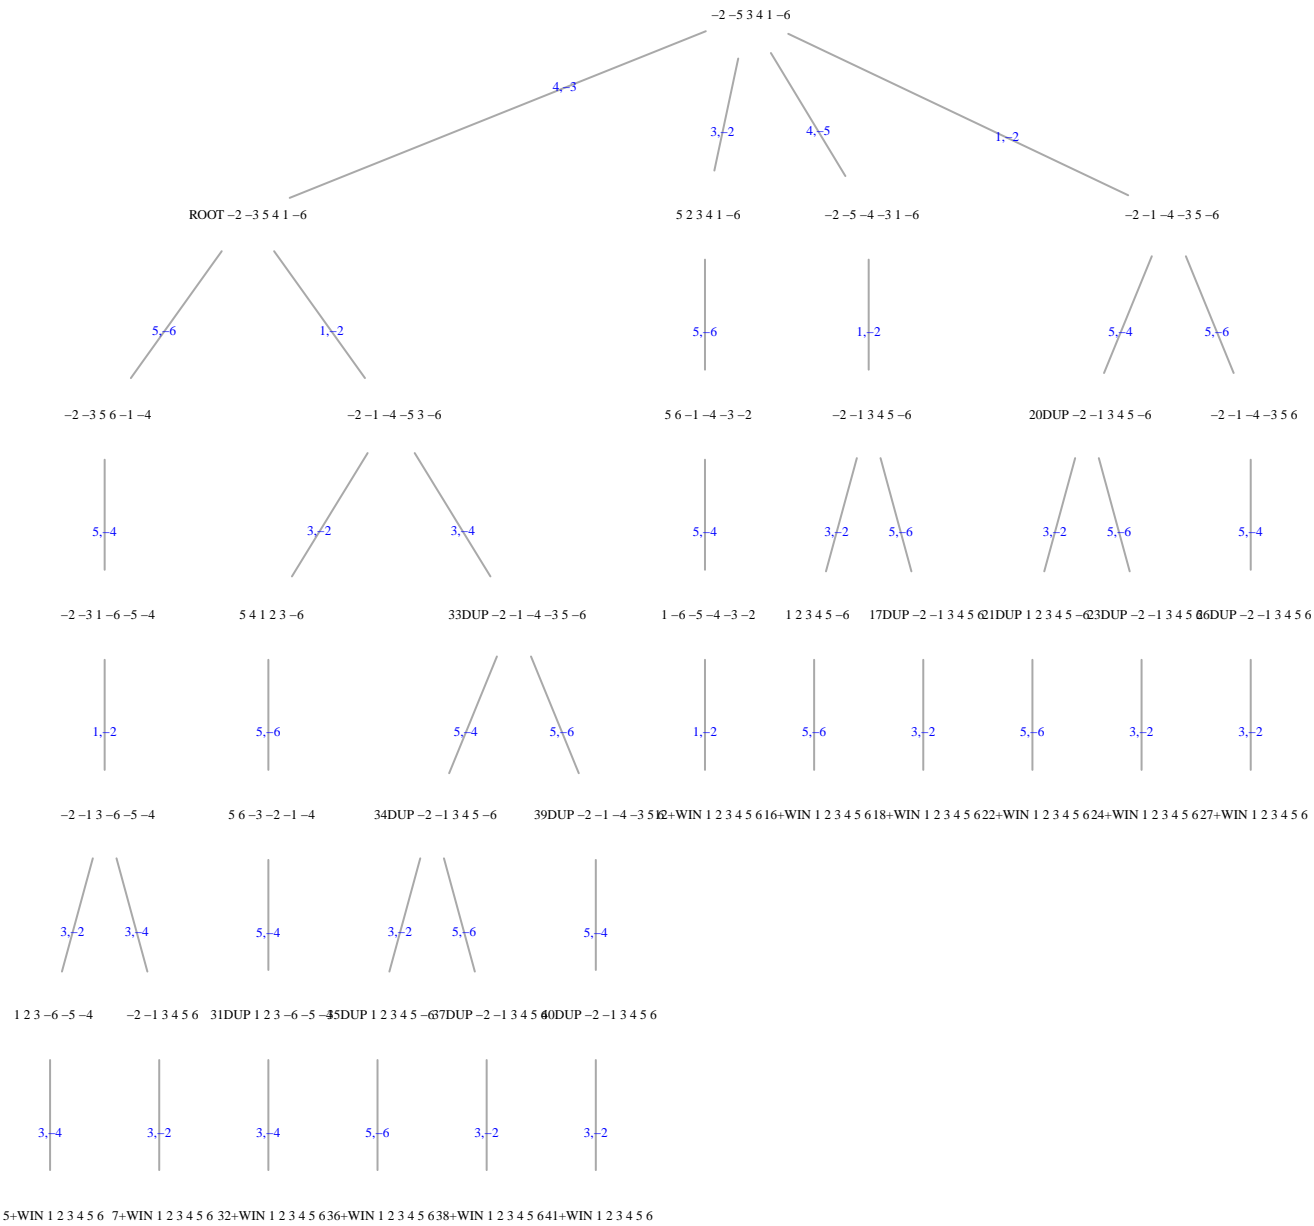 −2 −5 3 4 1 −6
4,−3
3,−2
4,−5
1,−2
ROOT −2 −3 5 4 1 −6
5 2 3 4 1 −6
−2 −5 −4 −3 1 −6
−2 −1 −4 −3 5 −6
5,−6
1,−2
5,−6
1,−2
5,−4
5,−6
−2 −3 5 6 −1 −4
−2 −1 −4 −5 3 −6
5 6 −1 −4 −3 −2
−2 −1 3 4 5 −6
20DUP −2 −1 3 4 5 −6
−2 −1 −4 −3 5 6
5,−4
3,−2
3,−4
5,−4
3,−2
5,−6
3,−2
5,−6
5,−4
−2 −3 1 −6 −5 −4
5 4 1 2 3 −6
33DUP −2 −1 −4 −3 5 −6
1 −6 −5 −4 −3 −2
1 2 3 4 5 −6
17DUP −2 −1 3 4 5 6
21DUP 1 2 3 4 5 −6
23DUP −2 −1 3 4 5 6
26DUP −2 −1 3 4 5 6
1,−2
5,−6
5,−4
5,−6
1,−2
5,−6
3,−2
5,−6
3,−2
3,−2
−2 −1 3 −6 −5 −4
5 6 −3 −2 −1 −4
34DUP −2 −1 3 4 5 −6
39DUP −2 −1 −4 −3 5 6
12+WIN 1 2 3 4 5 6
16+WIN 1 2 3 4 5 6
18+WIN 1 2 3 4 5 6
22+WIN 1 2 3 4 5 6
24+WIN 1 2 3 4 5 6
27+WIN 1 2 3 4 5 6
3,−2
3,−4
5,−4
3,−2
5,−6
5,−4
1 2 3 −6 −5 −4
−2 −1 3 4 5 6
31DUP 1 2 3 −6 −5 −4
35DUP 1 2 3 4 5 −6
37DUP −2 −1 3 4 5 6
40DUP −2 −1 3 4 5 6
3,−4
3,−2
3,−4
5,−6
3,−2
3,−2
5+WIN 1 2 3 4 5 6
7+WIN 1 2 3 4 5 6
32+WIN 1 2 3 4 5 6
36+WIN 1 2 3 4 5 6
38+WIN 1 2 3 4 5 6
41+WIN 1 2 3 4 5 6